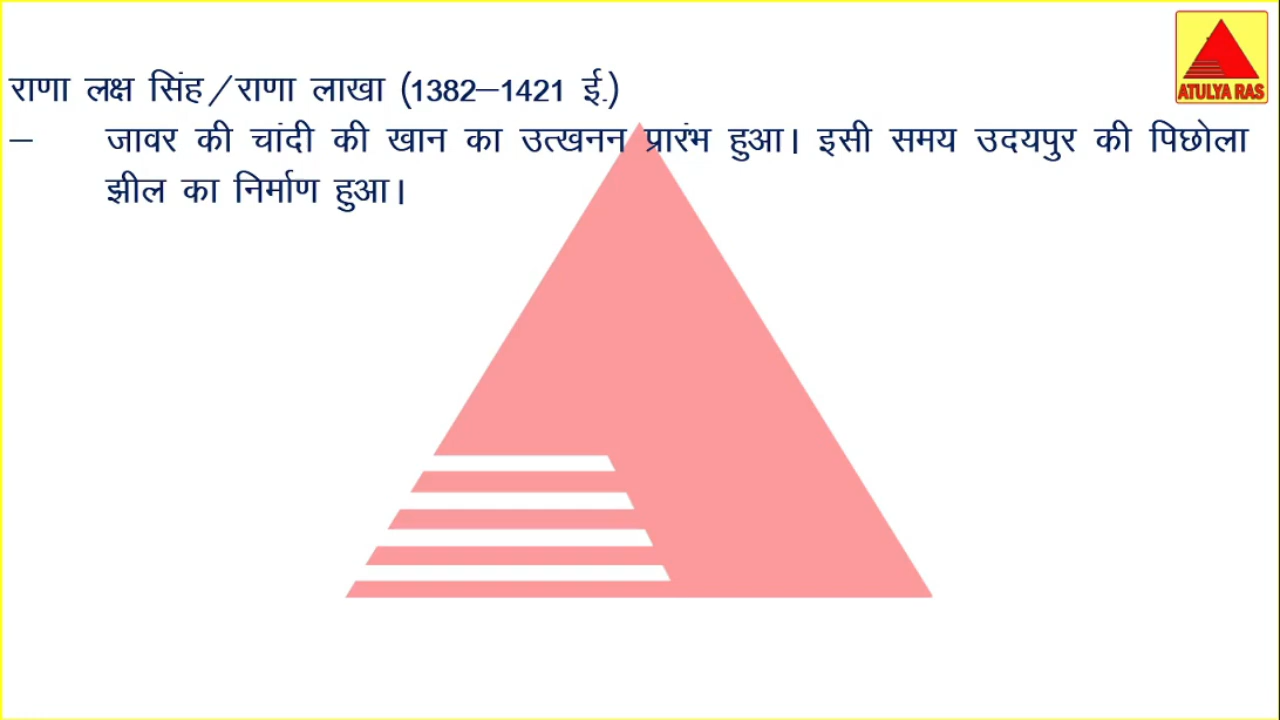 ATULYA RAS
राणा लक्ष सिंह/राणा लाखा (1382–1421 ई.)
– जावर की चांदी की खान का उत्खनन प्रारंभ हुआ। इसी समय उदयपुर की पिछोला
झील का निर्माण हुआ।